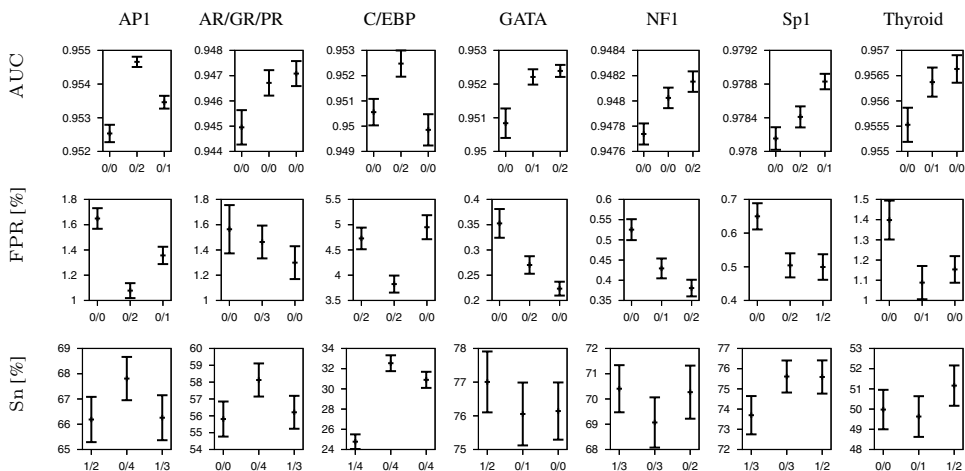 AP1 AR/GR/PR C/EBP GATA NF1 Sp1 Thyroid
AUC
0.955 0.954 0.953 0.952
0/0 0/2 0/1
0.948 0.947 0.946 0.945 0.944
0/0 0/0 0/0
0.953 0.952 0.951 0.95 0.949
0/0 0/2 0/0
0.953 0.952 0.951 0.95
0/0 0/1 0/2
0.9484 0.9482 0.948 0.9478 0.9476
0/0 0/0 0/2
0.9792 0.9788 0.9784 0.978
0/0 0/2 0/1
0.957 0.9565 0.956 0.9555 0.955
0/0 0/1 0/0
FPR [%]
1.8 1.6 1.4 1.2 1
0/0 0/2 0/1
1.8 1.6 1.4 1.2 1
0/0 0/3 0/0
5.5 5 4.5 4 3.5
0/2 0/2 0/0
0.4 0.35 0.3 0.25 0.2
0/0 0/2 0/0
0.6 0.55 0.5 0.45 0.4 0.35
0/0 0/1 0/2
0.7 0.6 0.5 0.4
0/0 0/2 1/2
1.5 1.4 1.3 1.2 1.1 1
0/0 0/1 0/0
Sn [%]
69 68 67 66 65
1/2 0/4 1/3
60 59 58 57 56 55 54
0/0 0/4 1/3
34 32 30 28 26 24
1/4 0/4 0/4
78 77 76 75
1/2 0/1 0/0
72 71 70 69 68
1/3 0/3 0/2
77 76 75 74 73 72
1/3 0/2 1/2
53 52 51 50 49 48
0/0 0/1 1/2